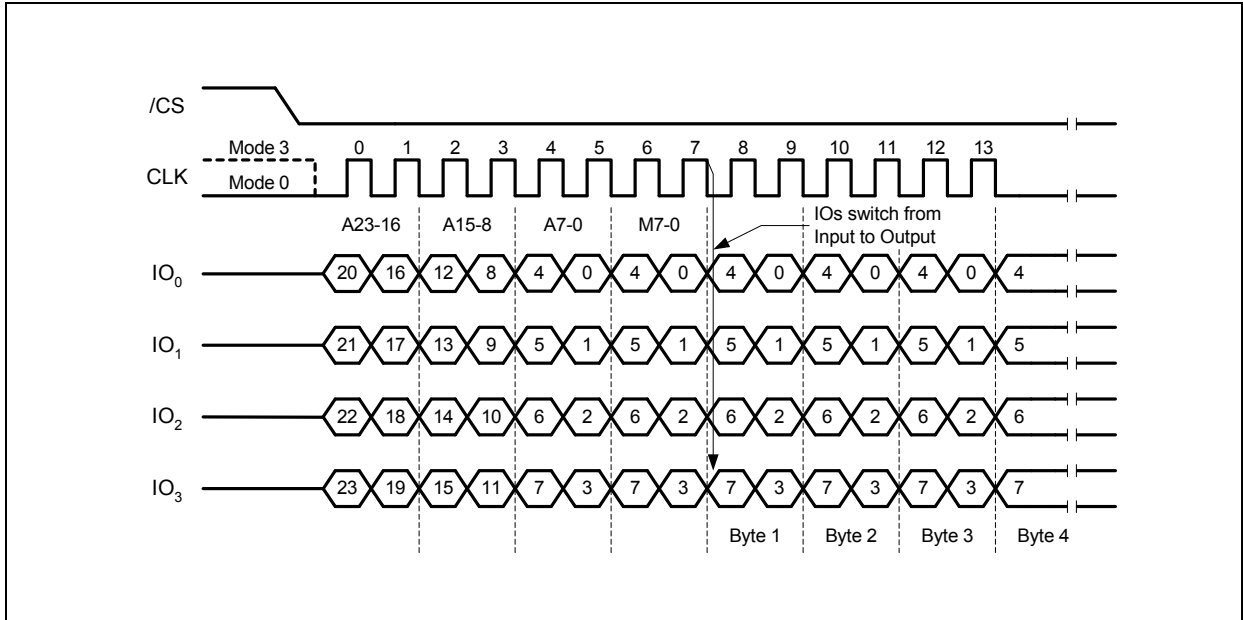 /CS
Mode 3
CLK
Mode 0
0 1 2 3 4 5 6 7 8 9 10 11 12 13
A23-16 A15-8 A7-0 M7-0
IOs switch from
Input to Output
IO0 20 16 12 8 4 0 4 0 4 0 4 0 4 0 4
IO1 21 17 13 9 5 1 5 1 5 1 5 1 5 1 5
IO2 22 18 14 10 6 2 6 2 6 2 6 2 6 2 6
IO3 23 19 15 11 7 3 7 3 7 3 7 3 7 3 7
Byte 1 Byte 2 Byte 3 Byte 4